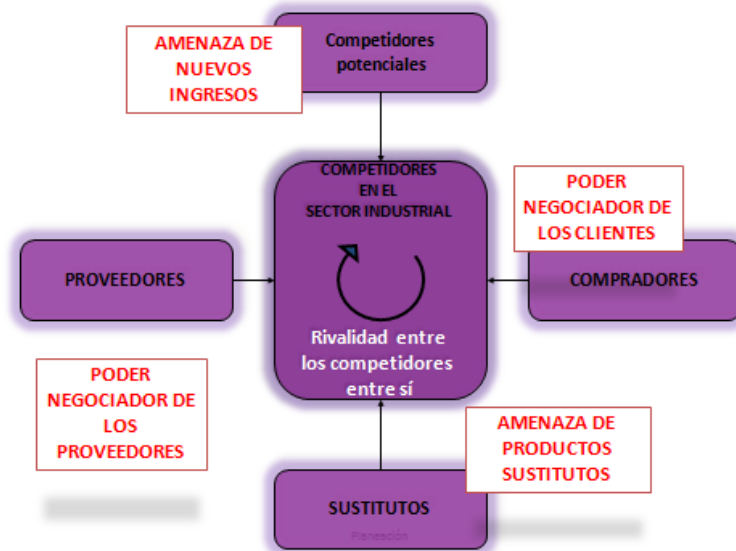 AMENAZA DE
NUEVOS
INGRESOS
Competidores
potenciales
COMPETIDORES
EN EL
SECTOR INDUSTRIAL
PODER
NEGOCIADOR DE
LOS CLIENTES
PROVEEDORES
COMPRADORES
Rivalidad entre
los competidores
entre sí
PODER
NEGOCIADOR DE
LOS
PROVEEDORES
AMENAZA DE
PRODUCTOS
SUSTITUTOS
SUSTITUTOS
Planeación